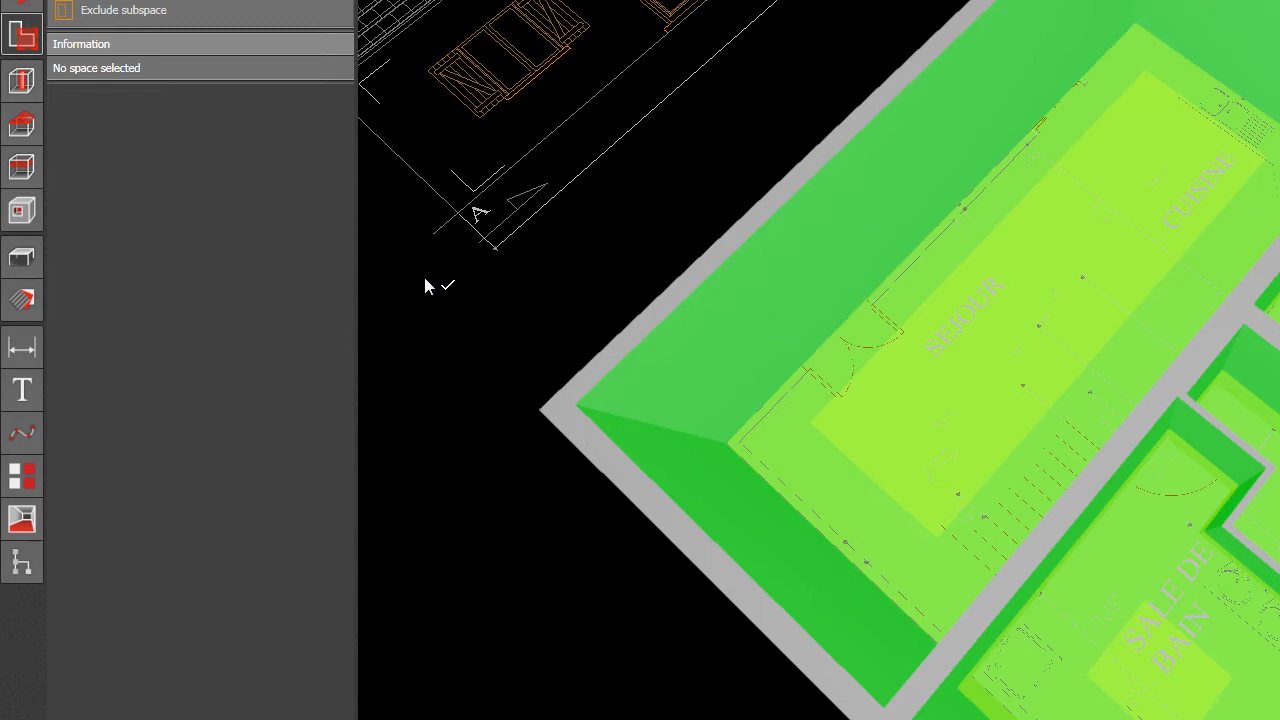 Exclude subspace
Information
No space selected
A
CUISINE
SEJOUR
T
SALE DE
BAIN